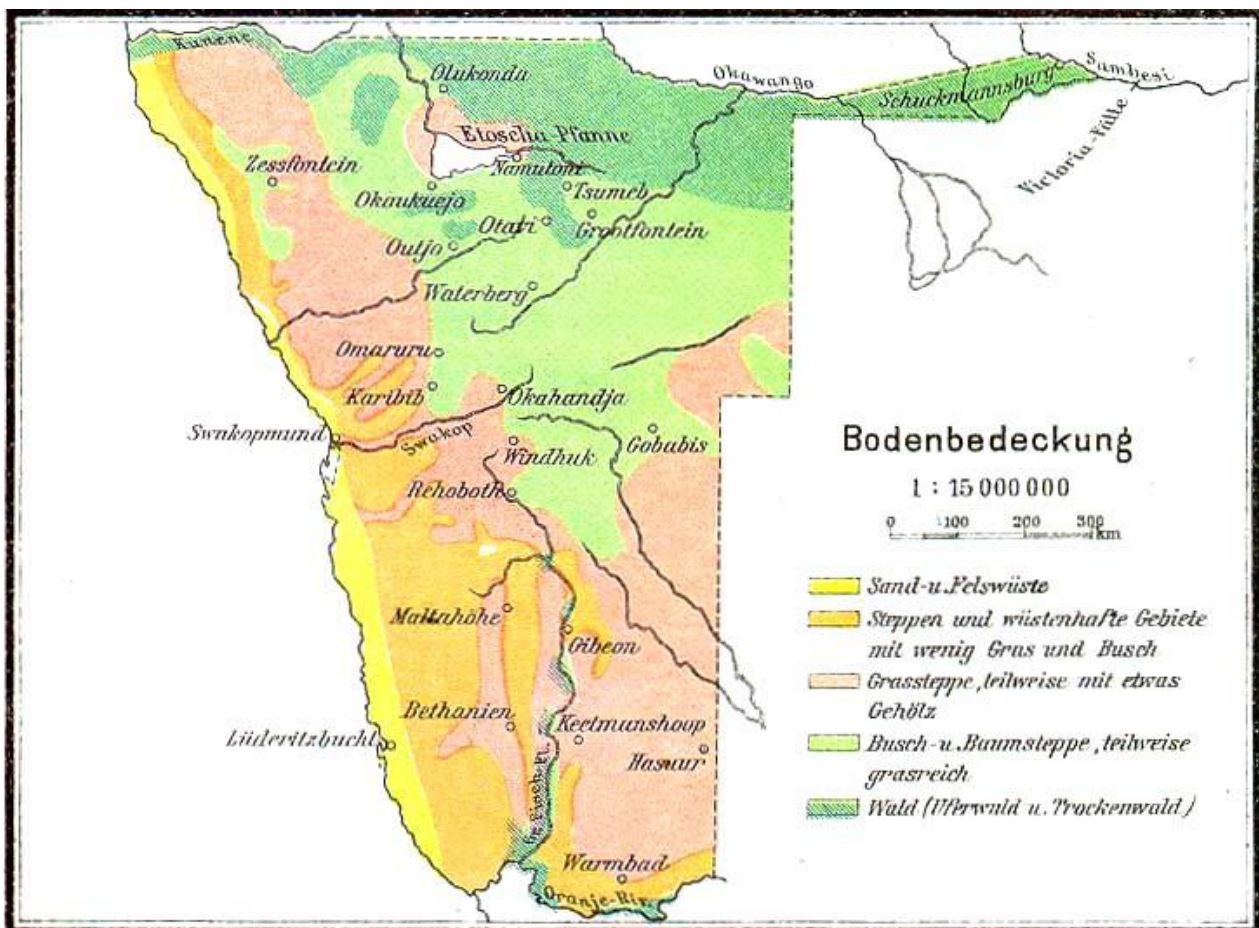 Kunene
Olukonda
Okawango
Sambesi
Schuckmannsburg
Etoscha-Pfanne
Victoria-Fälle
Zessfontein
Namutoni
Okaukuejo
Tsumeb
Otavi
Grootfontein
Outjo
Waterberg
Omaruru
Karibib
Okahandja
Swakopmund
Swakop
Windhuk
Gobabis
Rehoboth
Bodenbedeckung
1 : 15 000 000
0 100 200 300
km
Sand- u. Felswüste
Steppen und wüstenhafte Gebiete
mit wenig Gras und Busch
Grassteppe, teilweise mit etwas
Gehölz
Busch- u. Baumsteppe, teilweise
grasreich
Wald (Uferwald u. Trockenwald)
Maltahöhe
Gibeon
Bethanien
Keetmanshoop
Lüderitzbucht
Hasuur
Gr. Fisch Fl.
Warmbad
Oranje-Riv.